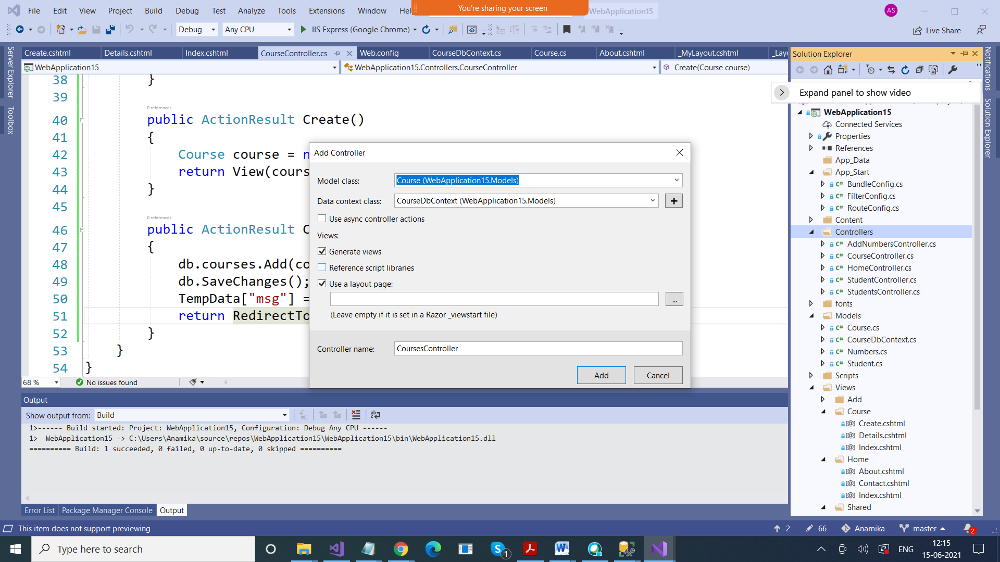 File Edit View Project Build Debug Test Analyze Tools Extensions Window Hel
You're sharing your screen
WebApplication15
AS
Debug Any CPU IIS Express (Google Chrome)
Live Share
Server Explorer
Toolbox
Create.cshtml Details.cshtml Index.cshtml CourseController.cs Web.config CourseDbContext.cs Course.cs About.cshtml _MyLayout.cshtml _Layo
WebApplication15 WebApplication15.Controllers.CourseController Create(Course course)
38 }
39
0 references
40 public ActionResult Create()
41 {
42 Course course = n
43 return View(cours
44 }
45
0 references
46 public ActionResult C
47 {
48 db.courses.Add(co
49 db.SaveChanges();
50 TempData["msg"] =
51 return RedirectTo
52 }
53 }
54 }
68 % No issues found
Add Controller
Model class: Course (WebApplication15.Models)
Data context class: CourseDbContext (WebApplication15.Models)
Use async controller actions
Views:
Generate views
Reference script libraries
Use a layout page:
...
(Leave empty if it is set in a Razor _viewstart file)
Controller name: CoursesController
Add Cancel
Output
Show output from: Build
1>------ Build started: Project: WebApplication15, Configuration: Debug Any CPU ------
1> WebApplication15 -> C:\Users\Anamika\source\repos\WebApplication15\WebApplication15\bin\WebApplication15.dll
========== Build: 1 succeeded, 0 failed, 0 up-to-date, 0 skipped ==========
Error List Package Manager Console Output
Solution Explorer
Expand panel to show video
WebApplication15
Connected Services
Properties
References
App_Data
App_Start
C# BundleConfig.cs
C# FilterConfig.cs
C# RouteConfig.cs
Content
Controllers
C# AddNumbersController.cs
C# CourseController.cs
C# HomeController.cs
C# StudentController.cs
C# StudentsController.cs
fonts
Models
C# Course.cs
C# CourseDbContext.cs
C# Numbers.cs
C# Student.cs
Scripts
Views
Add
Course
[@] Create.cshtml
[@] Details.cshtml
[@] Index.cshtml
Home
[@] About.cshtml
[@] Contact.cshtml
[@] Index.cshtml
Shared
Notifications
Solution Explorer
This item does not support previewing 2 66 Anamika master 2
Type here to search
1
ENG
12:15
15-06-2021